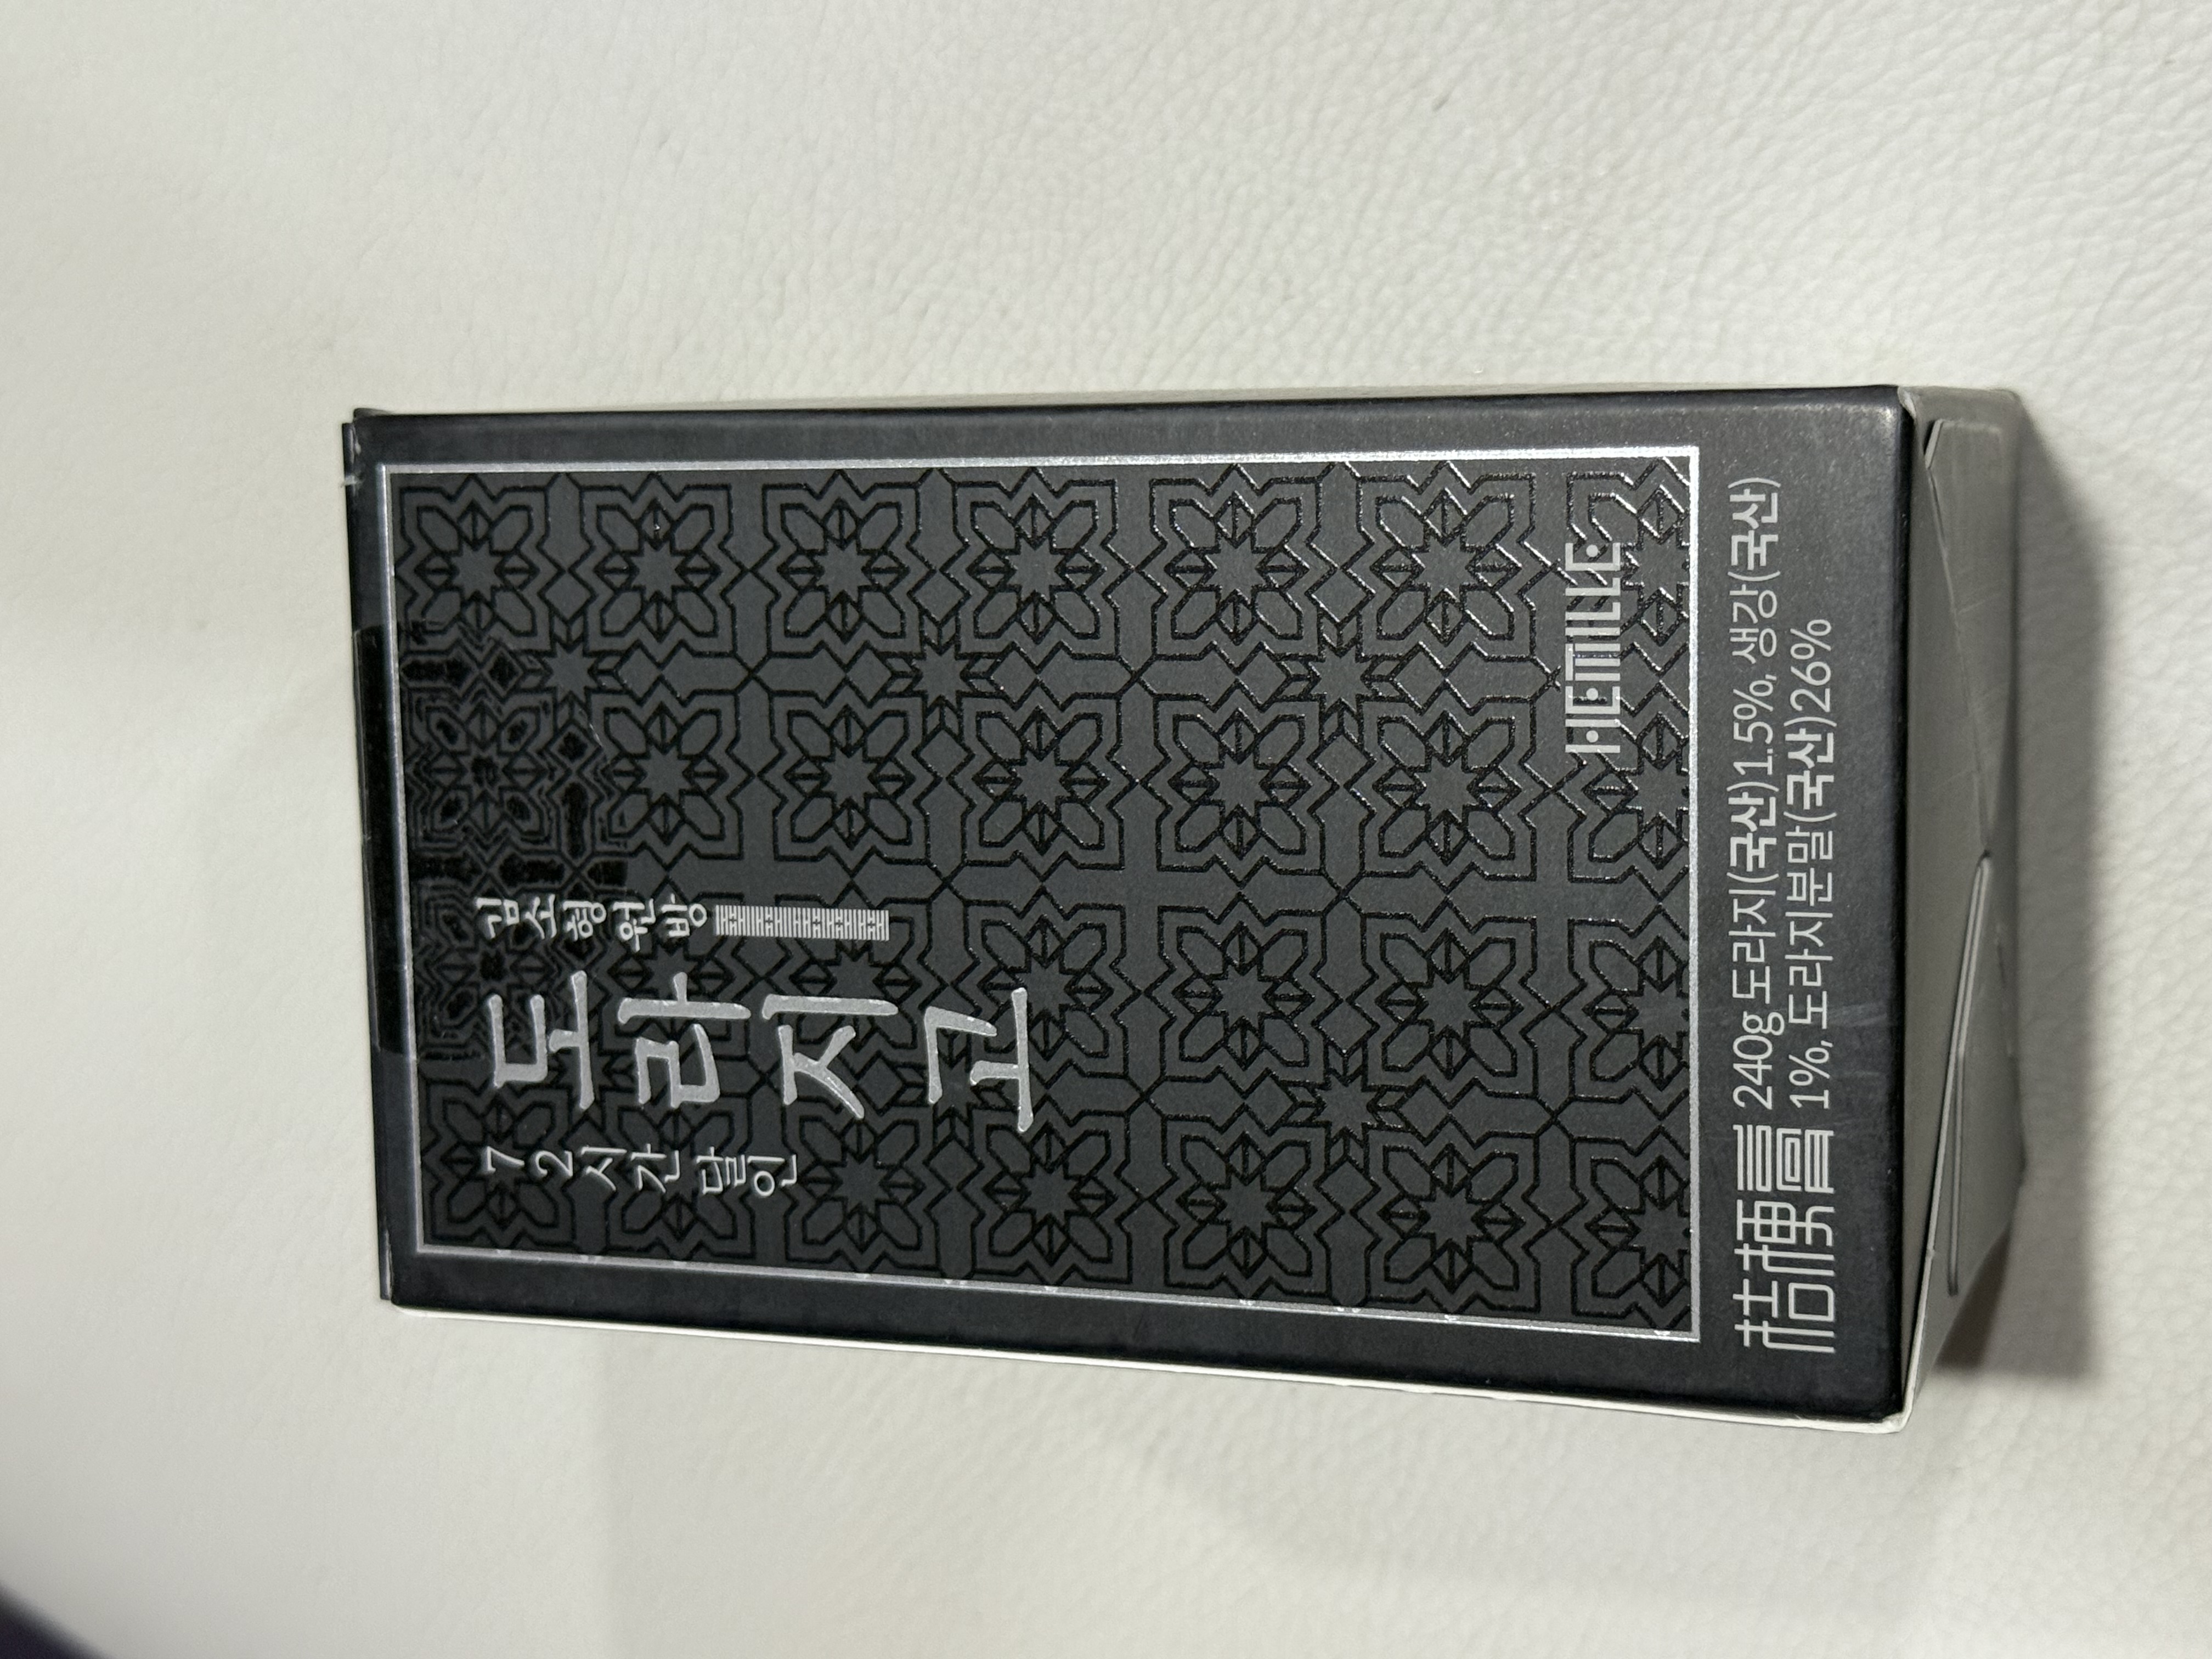 김소형원방
도라지고
72시간 달인
HEMILLE
桔梗膏 240g 도라지(국산)1.5%, 생강(국산)
1%, 도라지분말(국산)26%